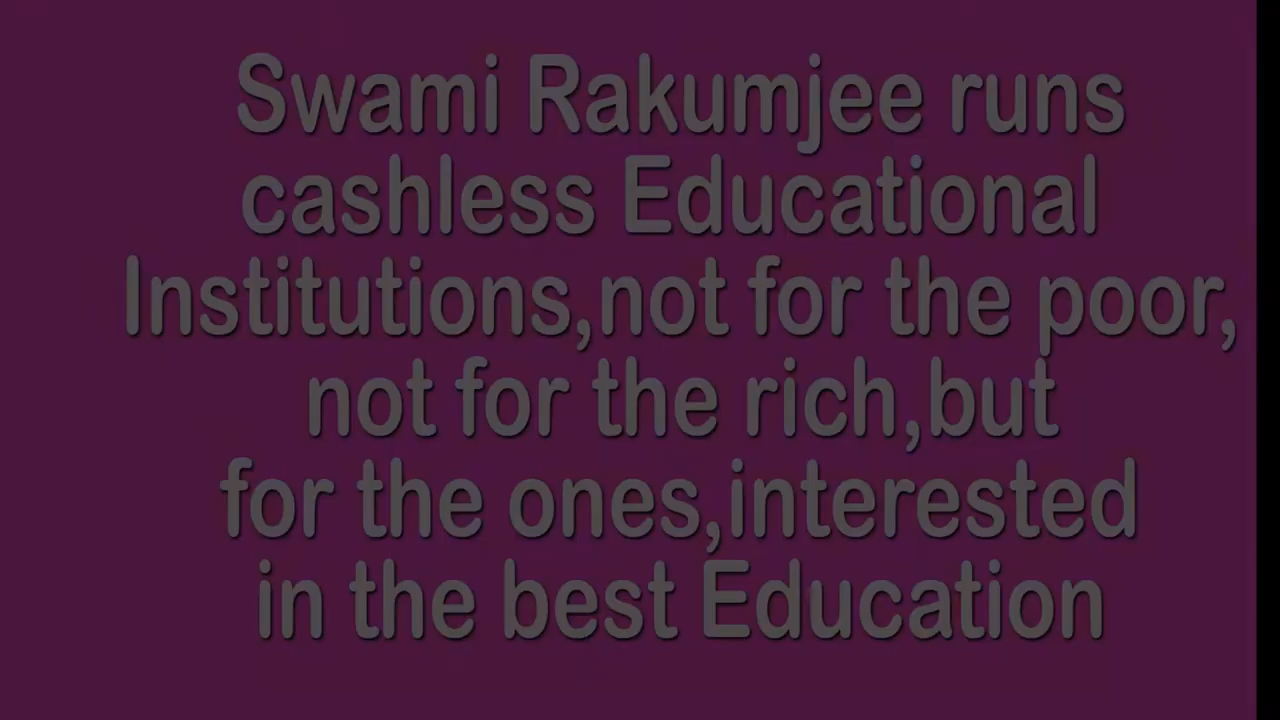 Swami Rakumjee runs
cashless Educational
Institutions,not for the poor,
not for the rich,but
for the ones,interested
in the best Education